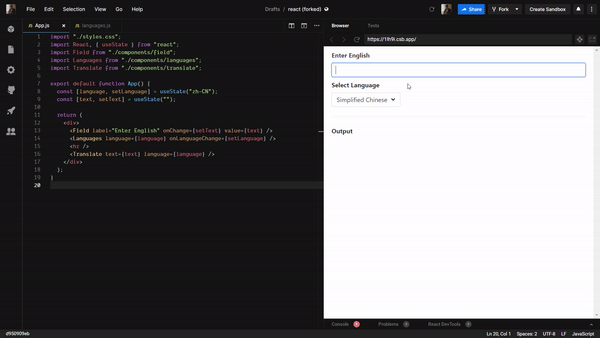 File Edit Selection View Go Help
Drafts / react (forked)
Share Fork Create Sandbox
App.js languages.js
Browser Tests
https://1lh9i.csb.app/
1 import "./styles.css";
2 import React, { useState } from "react";
3 import Field from "./components/field";
4 import Languages from "./components/languages";
5 import Translate from "./components/translate";
6
7 export default function App() {
8 const [language, setLanguage] = useState("zh-CN");
9 const [text, setText] = useState("");
10
11 return (
12 <div>
13 <Field label="Enter English" onChange={setText} value={text} />
14 <Languages language={language} onLanguageChange={setLanguage} />
15 <hr />
16 <Translate text={text} language={language} />
17 </div>
18 );
19 }
20
Enter English
Select Language
Simplified Chinese
Output
Console Problems React DevTools
d950909eb
Ln 20, Col 1 Spaces: 2 UTF-8 LF JavaScript